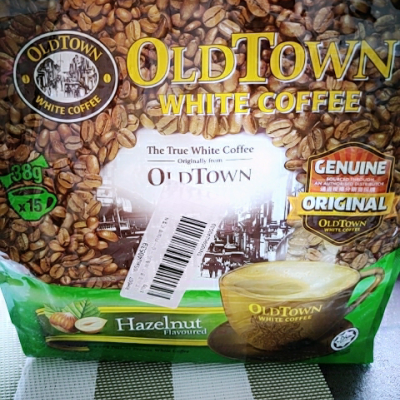 OLDTOWN
WHITE COFFEE
OLDTOWN
WHITE COFFEE
The True White Coffee
Originally from
OLDTOWN
38g
x15
GENUINE
ORIGINAL
OLDTOWN
WHITE COFFEE
OLDTOWN
WHITE COFFEE
Hazelnut
Flavoured